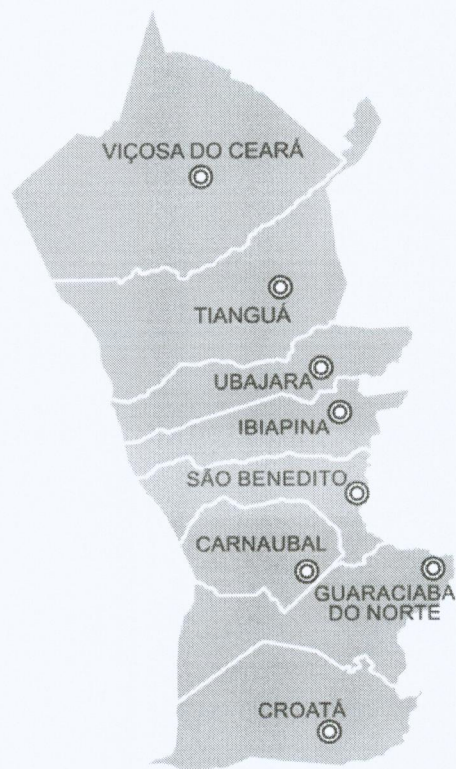 VIÇOSA DO CEARÁ
TIANGUÁ
UBAJARA
IBIAPINA
SÃO BENEDITO
CARNAUBAL
GUARACIABA
DO NORTE
CROATÁ